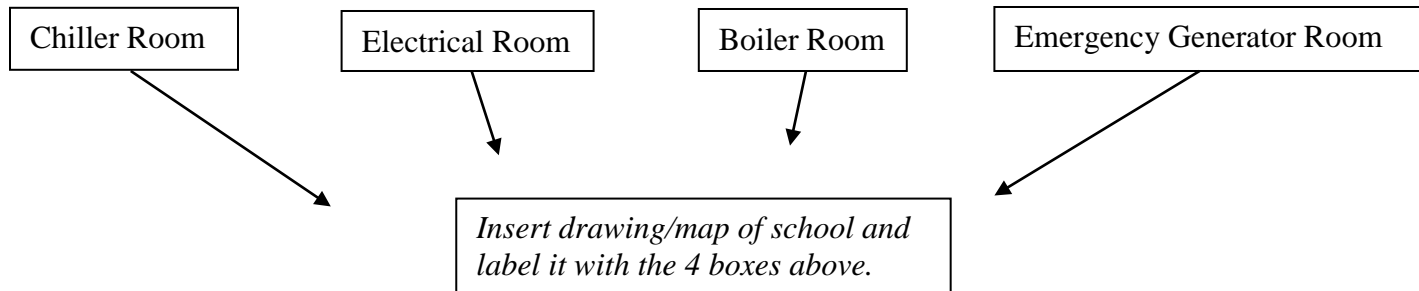 Chiller Room
Electrical Room
Boiler Room
Emergency Generator Room
Insert drawing/map of school and
label it with the 4 boxes above.